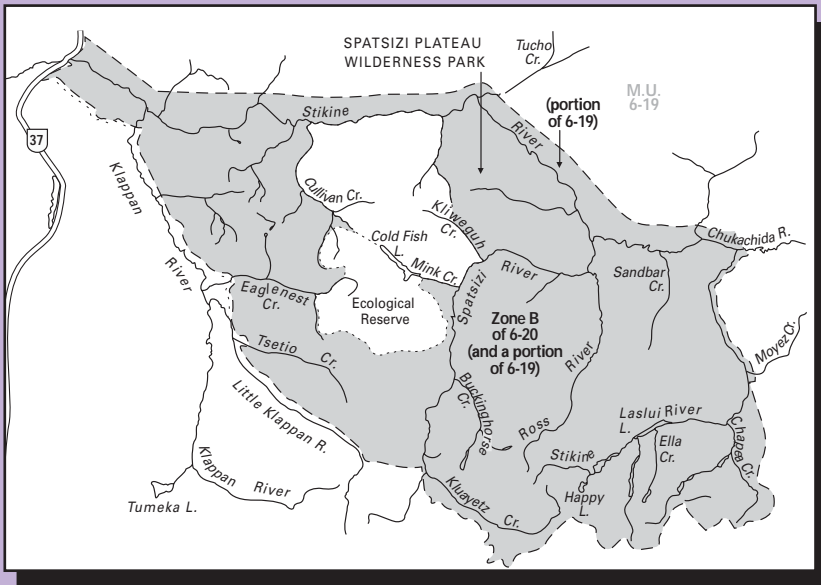 SPATSIZI PLATEAU
WILDERNESS PARK
Tucho
Cr.
M.U.
6-19
(portion
of 6-19)
Stikine
River
37
Klappan
River
Cullivan Cr.
Kliweguh
Cr.
Cold Fish
L.
Mink Cr.
Chukachida R.
Spatsizi
River
Sandbar
Cr.
Eaglenest
Cr.
Ecological
Reserve
Zone B
of 6-20
(and a portion
of 6-19)
Tsetio Cr.
Moyez Cr.
River
Ross
Buckinghorse
Cr.
Little Klappan R.
Laslui River
L.
Chapea Cr.
Ella
Cr.
Stikine
Klappan River
Tumeka L.
Happy
L.
Kluayetz Cr.